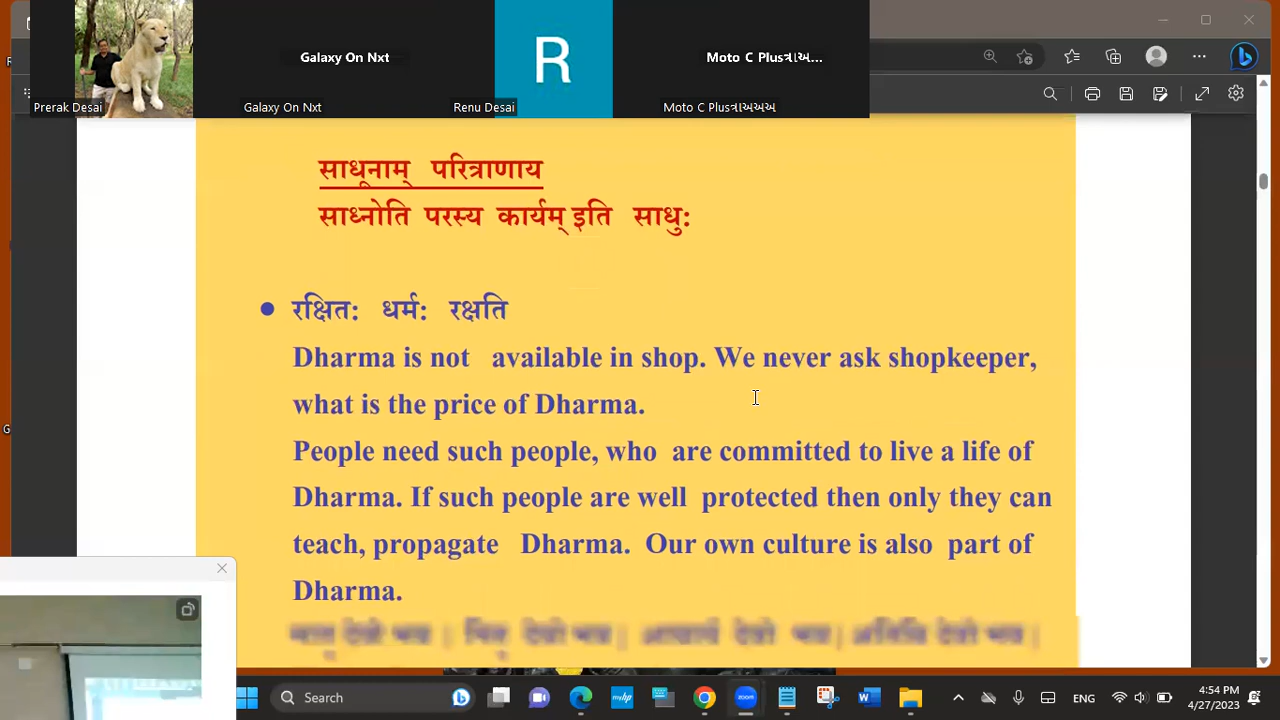 Galaxy On Nxt
R
Moto C Plusત્રાઅ...
Prerak Desai
Galaxy On Nxt
Renu Desai
Moto C Plusત્રાઅઅઅ
साधूनाम् परित्राणाय
साध्नोति परस्य कार्यम् इति साधु:
• रक्षित: धर्म: रक्षति
Dharma is not available in shop. We never ask shopkeeper,
what is the price of Dharma.
People need such people, who are committed to live a life of
Dharma. If such people are well protected then only they can
teach, propagate Dharma. Our own culture is also part of
Dharma.
Search
ENG
4:54 PM
4/27/2023